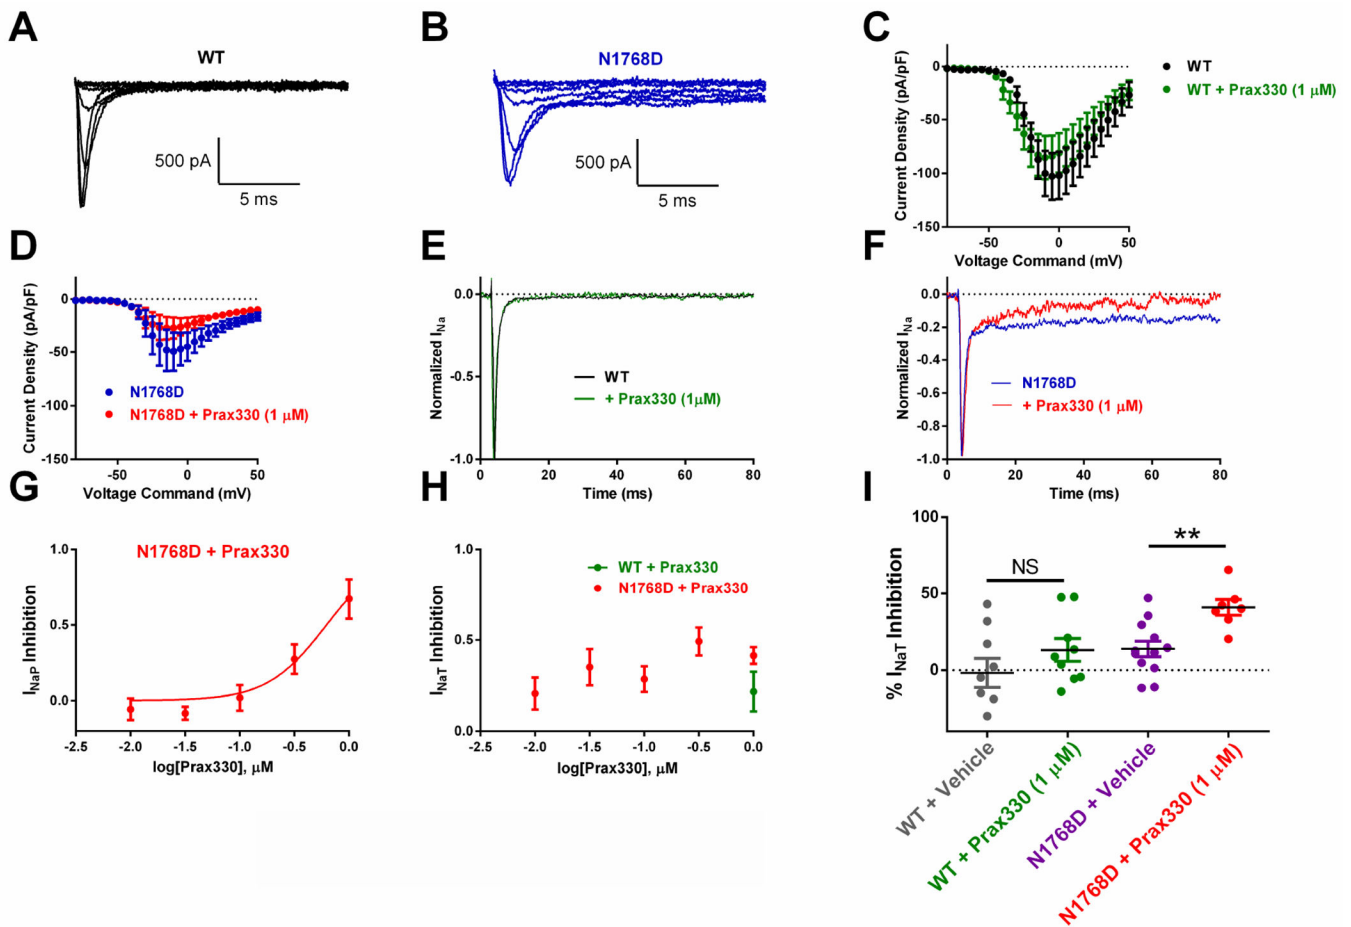 A
WT
500 pA
5 ms
B
N1768D
500 pA
5 ms
C
0
-50
-100
-150
Current Density (pA/pF)
-50
0
50
Voltage Command (mV)
WT
WT + Prax330 (1 μM)
D
0
-50
-100
-150
Current Density (pA/pF)
N1768D
N1768D + Prax330 (1 μM)
-50
0
50
Voltage Command (mV)
E
0.0
-0.5
-1.0
Normalized INa
WT
+ Prax330 (1μM)
0
20
40
60
80
Time (ms)
F
0.0
-0.2
-0.4
-0.6
-0.8
-1.0
Normalized INa
N1768D
+ Prax330 (1 μM)
0
20
40
60
80
Time (ms)
G
N1768D + Prax330
1.0
0.5
0.0
INaP Inhibition
-2.5
-2.0
-1.5
-1.0
-0.5
0.0
log[Prax330], μM
H
1.0
0.5
0.0
INaT Inhibition
WT + Prax330
N1768D + Prax330
-2.5
-2.0
-1.5
-1.0
-0.5
0.0
log[Prax330], μM
I
100
50
0
% INaT Inhibition
NS
**
WT + Vehicle
WT + Prax330 (1 μM)
N1768D + Vehicle
N1768D + Prax330 (1 μM)